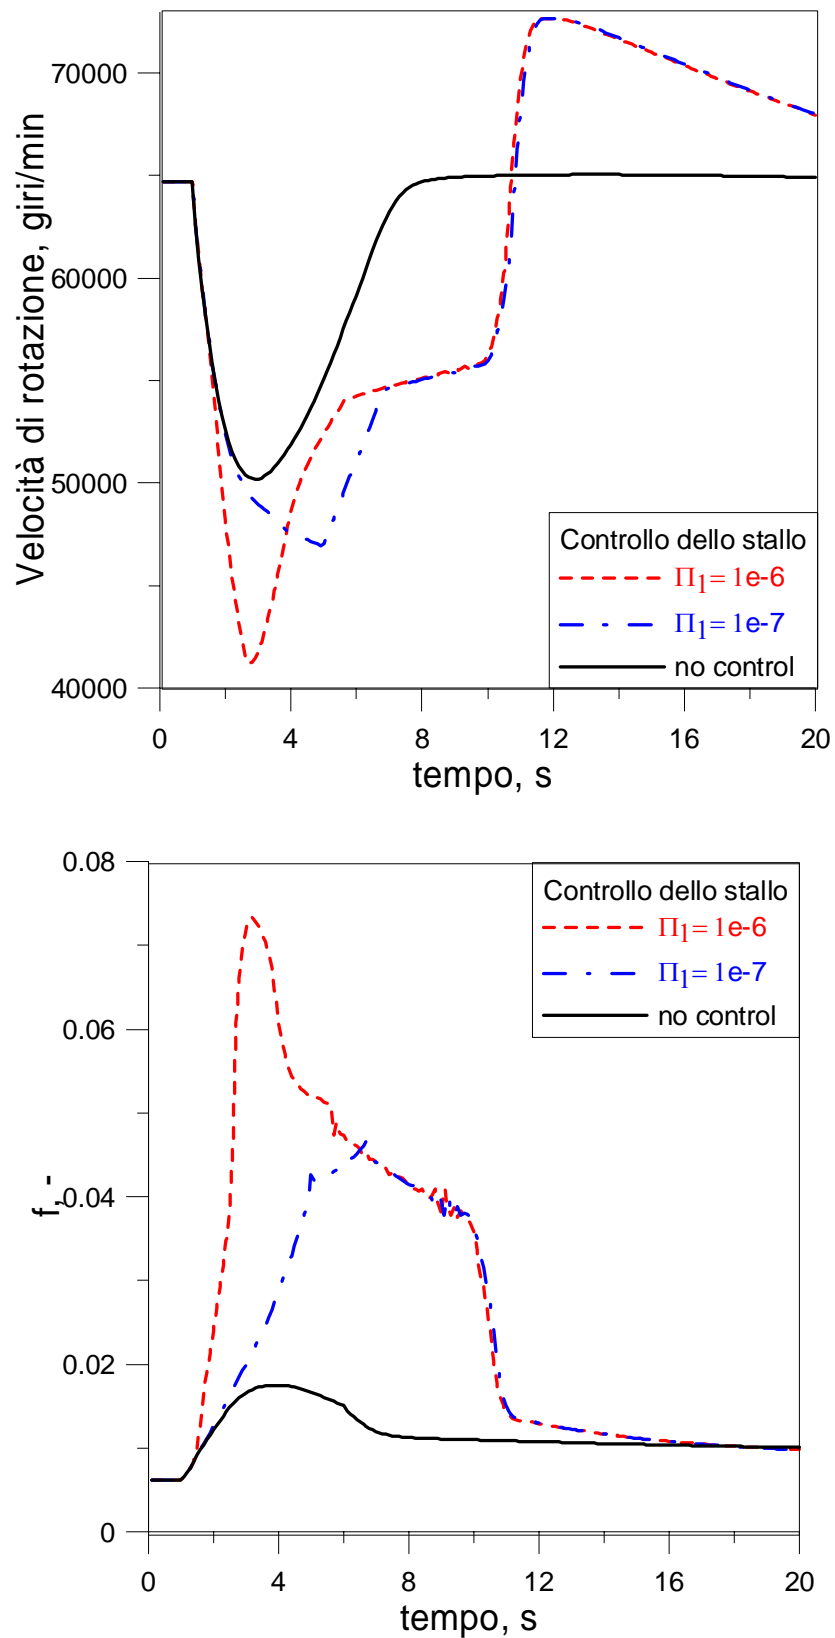 70000
60000
50000
40000
Velocità di rotazione, giri/min
Controllo dello stallo
Π1= 1e-6
Π1= 1e-7
no control
0 4 8 12 16 20
tempo, s
0.08
0.06
0.04
0.02
0
f, -
Controllo dello stallo
Π1= 1e-6
Π1= 1e-7
no control
0 4 8 12 16 20
tempo, s